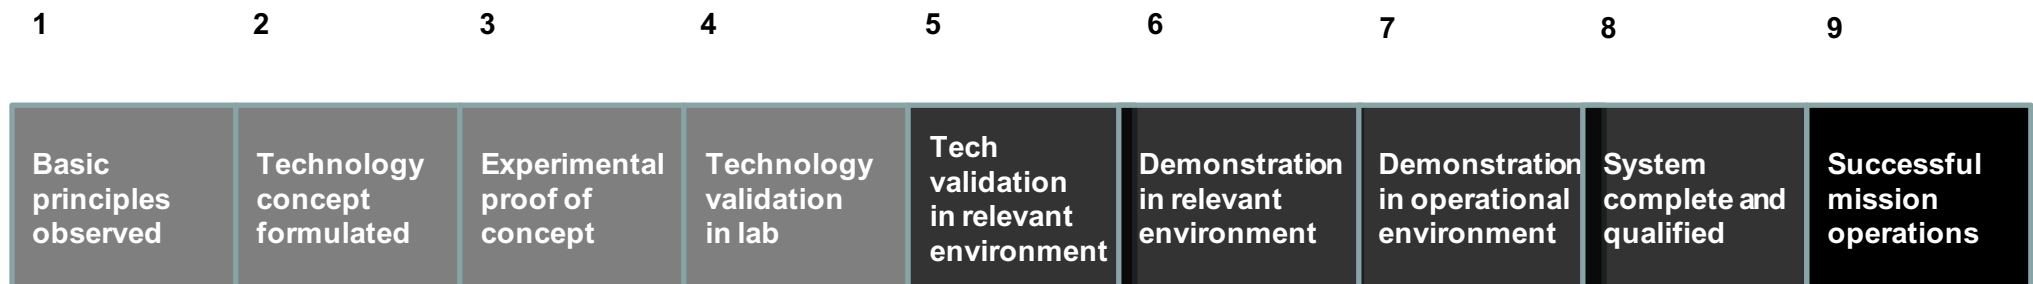 1 2 3 4 5 6 7 8 9
Basic
principles
observed
Technology
concept
formulated
Experimental
proof of
concept
Technology
validation
in lab
Tech
validation
in relevant
environment
Demonstration
in relevant
environment
Demonstration
in operational
environment
System
complete and
qualified
Successful
mission
operations